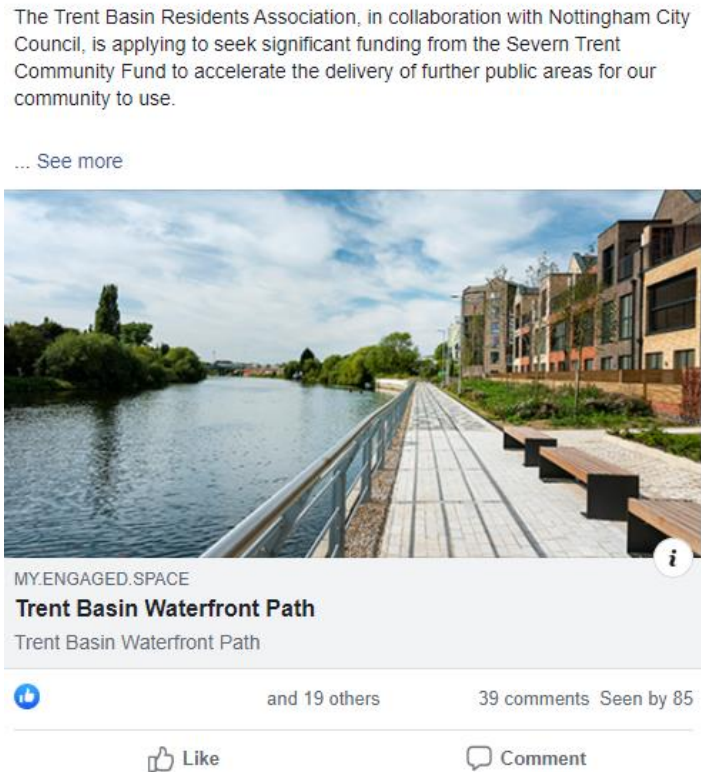 The Trent Basin Residents Association, in collaboration with Nottingham City
Council, is applying to seek significant funding from the Severn Trent
Community Fund to accelerate the delivery of further public areas for our
community to use.
... See more
i
MY.ENGAGED.SPACE
Trent Basin Waterfront Path
Trent Basin Waterfront Path
and 19 others 39 comments Seen by 85
Like Comment